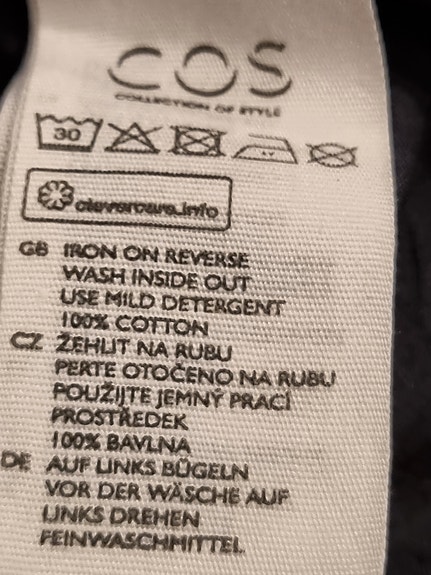 COS
COLLECTION OF STYLE
30
clevercare.info
GB IRON ON REVERSE
WASH INSIDE OUT
USE MILD DETERGENT
100% COTTON
CZ ŽEHLIT NA RUBU
PERTE OTOČENO NA RUBU
POUŽIJTE JEMNÝ PRACÍ
PROSTŘEDEK
100% BAVLNA
DE AUF LINKS BÜGELN
VOR DER WÄSCHE AUF
LINKS DREHEN
FEINWASCHMITTEL